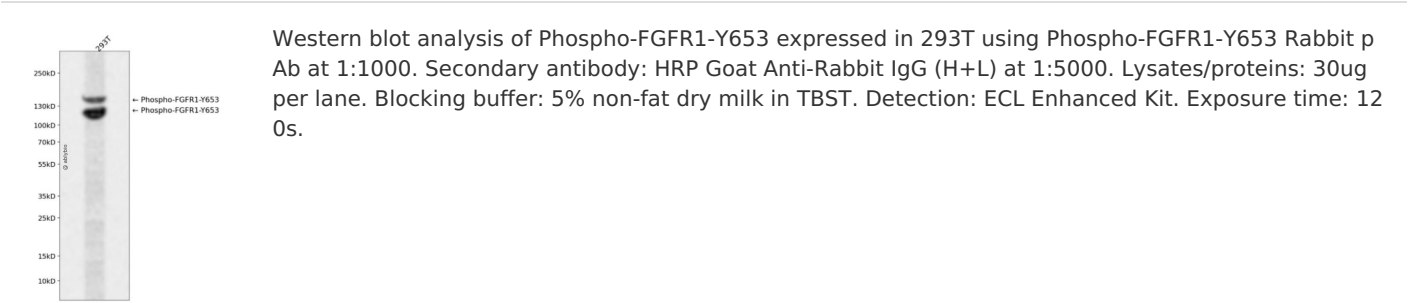 293T
250kD
130kD
100kD
70kD
55kD
35kD
25kD
15kD
10kD
← Phospho-FGFR1-Y653
← Phospho-FGFR1-Y653
@ ablybio
Western blot analysis of Phospho-FGFR1-Y653 expressed in 293T using Phospho-FGFR1-Y653 Rabbit p
Ab at 1:1000. Secondary antibody: HRP Goat Anti-Rabbit IgG (H+L) at 1:5000. Lysates/proteins: 30ug
per lane. Blocking buffer: 5% non-fat dry milk in TBST. Detection: ECL Enhanced Kit. Exposure time: 12
0s.